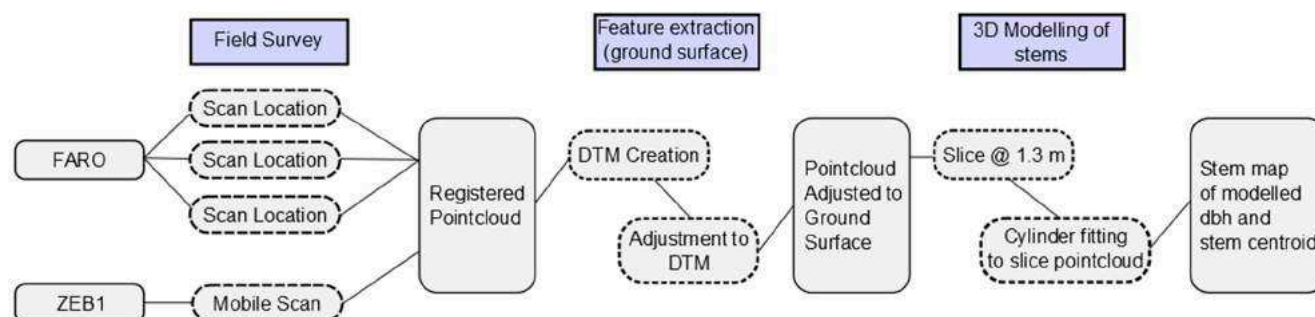 Field Survey
Feature extraction
(ground surface)
3D Modelling of
stems
Scan Location
Scan Location
Scan Location
FARO
ZEB1
Mobile Scan
Registered
Pointcloud
DTM Creation
Adjustment to
DTM
Pointcloud
Adjusted to
Ground
Surface
Slice @ 1.3 m
Cylinder fitting
to slice pointcloud
Stem map
of modelled
dbh and
stem centroid